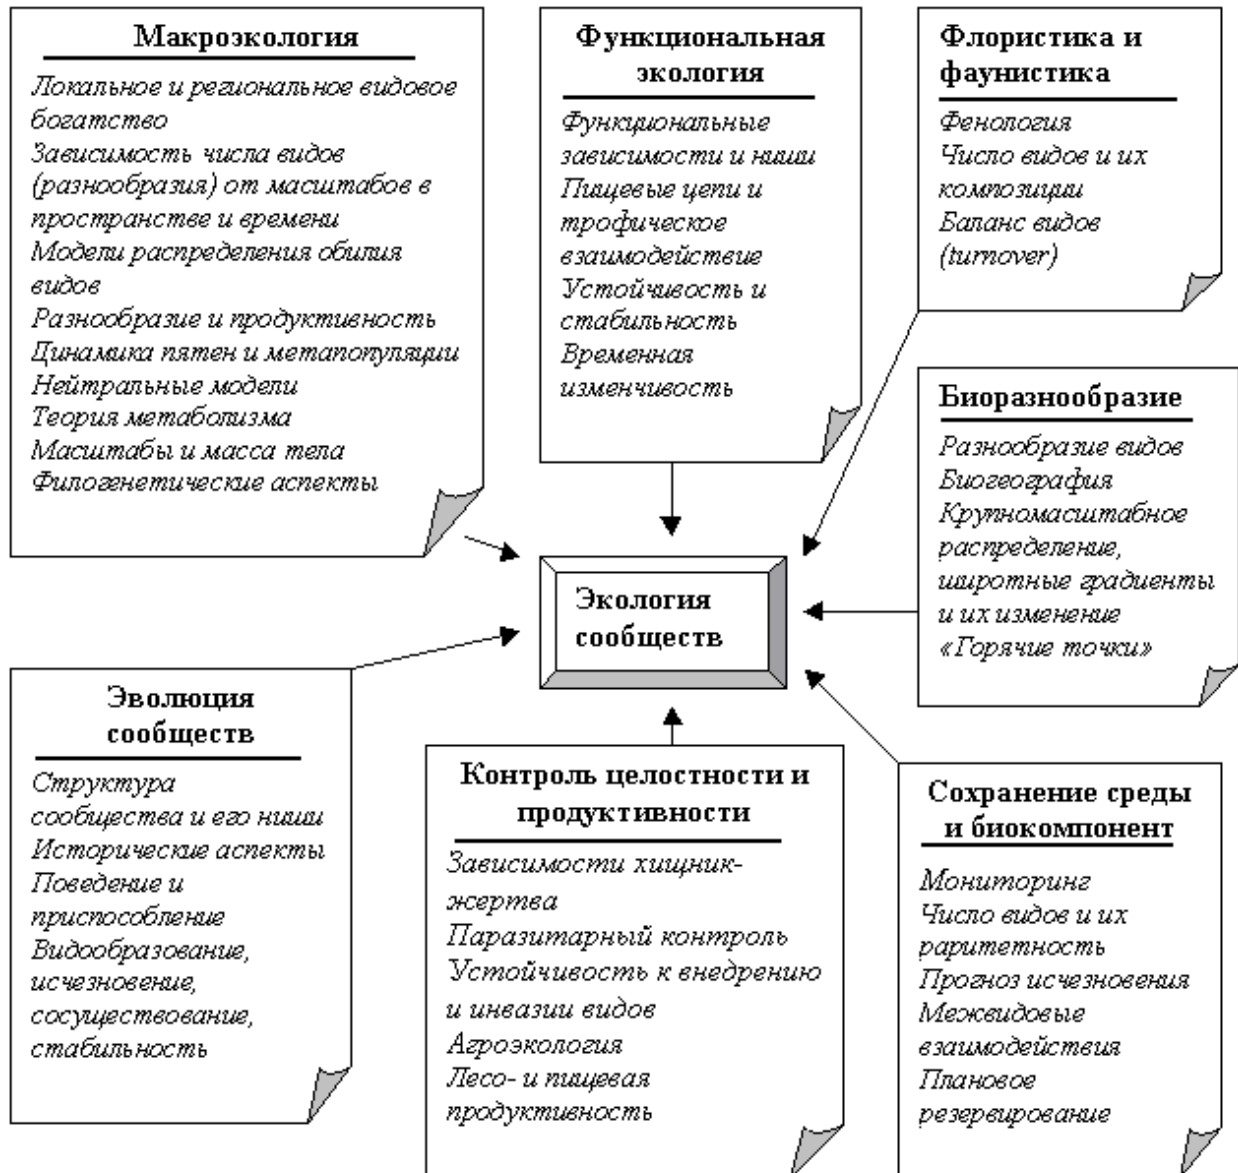 Макроэкология
Локальное и региональное видовое
богатство
Зависимость числа видов
(разнообразия) от масштабов в
пространстве и времени
Модели распределения обилия
видов
Разнообразие и продуктивность
Динамика пятен и метапопуляции
Нейтральные модели
Теория метаболизма
Масштабы и масса тела
Филогенетические аспекты
Функциональная
экология
Функциональные
зависимости и ниши
Пищевые цепи и
трофическое
взаимодействие
Устойчивость и
стабильность
Временная
изменчивость
Флористика и
фаунистика
Фенология
Число видов и их
композиции
Баланс видов
(turnover)
Биоразнообразие
Разнообразие видов
Биогеография
Крупномасштабное
распределение,
широтные градиенты
и их изменение
«Горячие точки»
Экология
сообществ
Эволюция
сообществ
Структура
сообщества и его ниши
Исторические аспекты
Поведение и
приспособление
Видообразование,
исчезновение,
сосуществование,
стабильность
Контроль целостности и
продуктивности
Зависимости хищник-
жертва
Паразитарный контроль
Устойчивость к внедрению
и инвазии видов
Агроэкология
Лесо- и пищевая
продуктивность
Сохранение среды
и биокомпонент
Мониторинг
Число видов и их
раритетность
Прогноз исчезновения
Межвидовые
взаимодействия
Плановое
резервирование